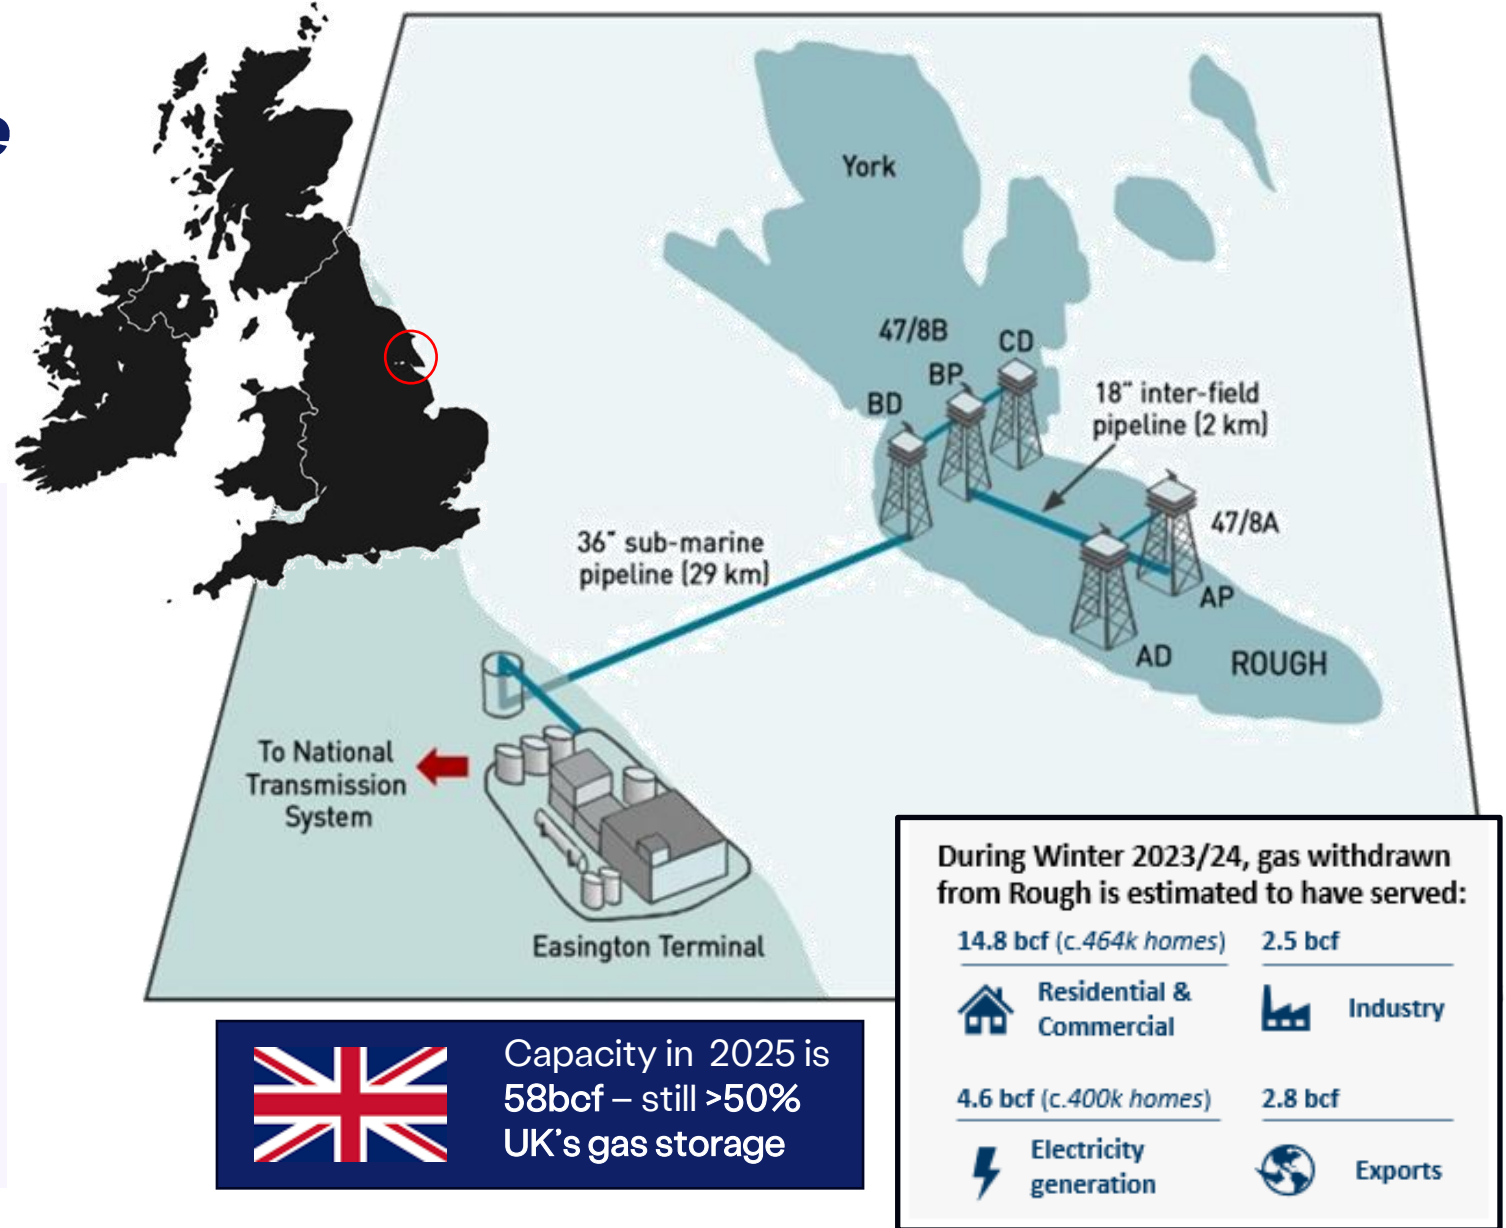 e
York
47/8B
CD
BP
BD
18" inter-field
pipeline (2 km)
47/8A
36" sub-marine
pipeline (29 km)
AP
AD
ROUGH
To National
Transmission
System
Easington Terminal
During Winter 2023/24, gas withdrawn
from Rough is estimated to have served:
14.8 bcf (c.464k homes)
Residential &
Commercial
2.5 bcf
Industry
4.6 bcf (c.400k homes)
Electricity
generation
2.8 bcf
Exports
Capacity in 2025 is
58bcf – still >50%
UK's gas storage